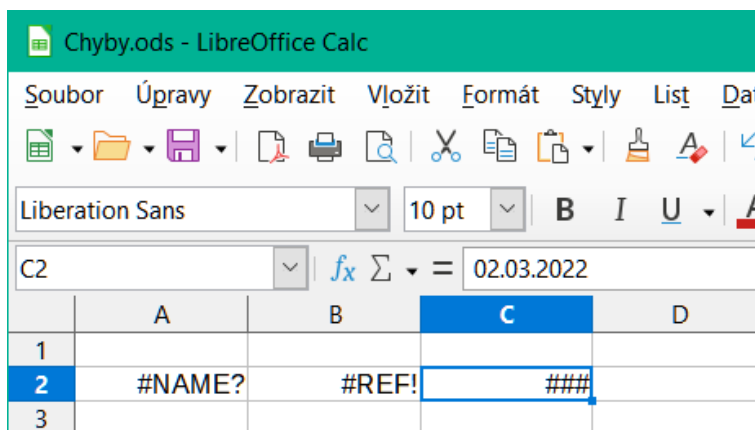 Chyby.ods - LibreOffice Calc
Soubor Úpravy Zobrazit Vložit Formát Styly List
Liberation Sans 10 pt B I U A
C2 fx Σ = 02.03.2022
A B C D
1
2 #NAME? #REF! ###
3